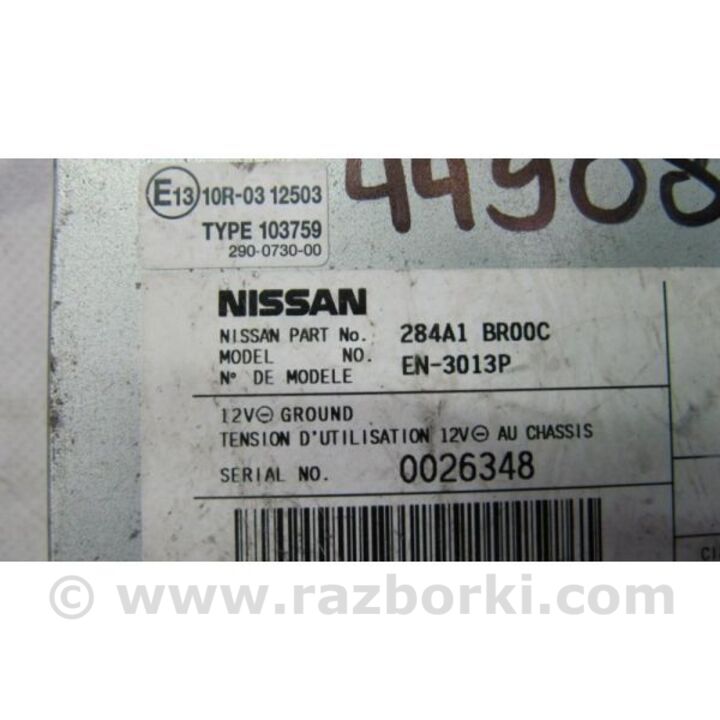 E13 10R-03 12503
TYPE 103759
290-0730-00
44908
NISSAN
NISSAN PART No. 284A1 BR00C
MODEL NO. EN-3013P
N° DE MODELE
12V⊖ GROUND
TENSION D'UTILISATION 12V⊖ AU CHASSIS
SERIAL NO. 0026348
© www.razborki.com